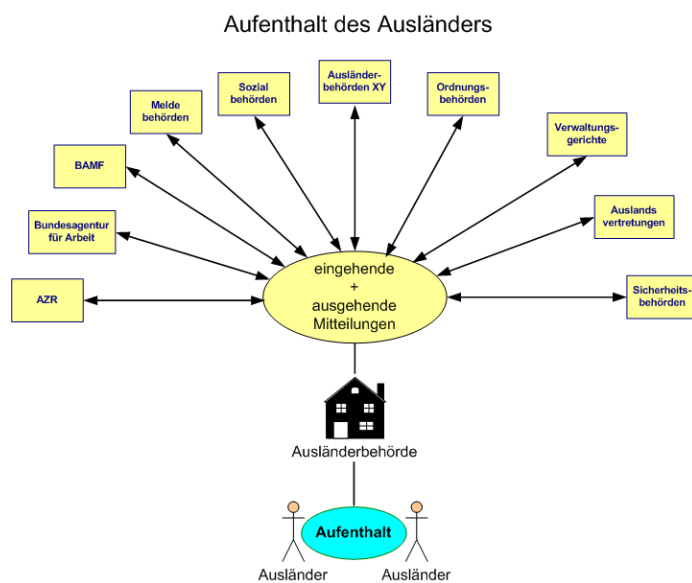 Aufenthalt des Ausländers
Ausländer-
behörden XY
Sozial
behörden
Ordnungs-
behörden
Melde
behörden
Verwaltungs-
gerichte
BAMF
Auslands
vertretungen
Bundesagentur
für Arbeit
AZR
Sicherheits-
behörden
eingehende
+
ausgehende
Mitteilungen
Ausländerbehörde
Aufenthalt
Ausländer
Ausländer